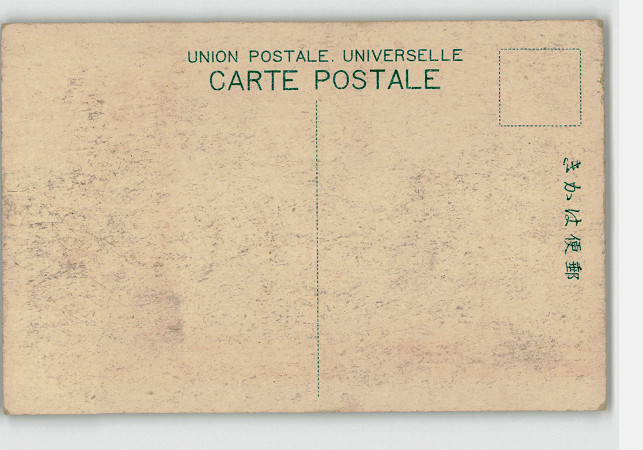 UNION POSTALE. UNIVERSELLE
CARTE POSTALE
郵便はかき